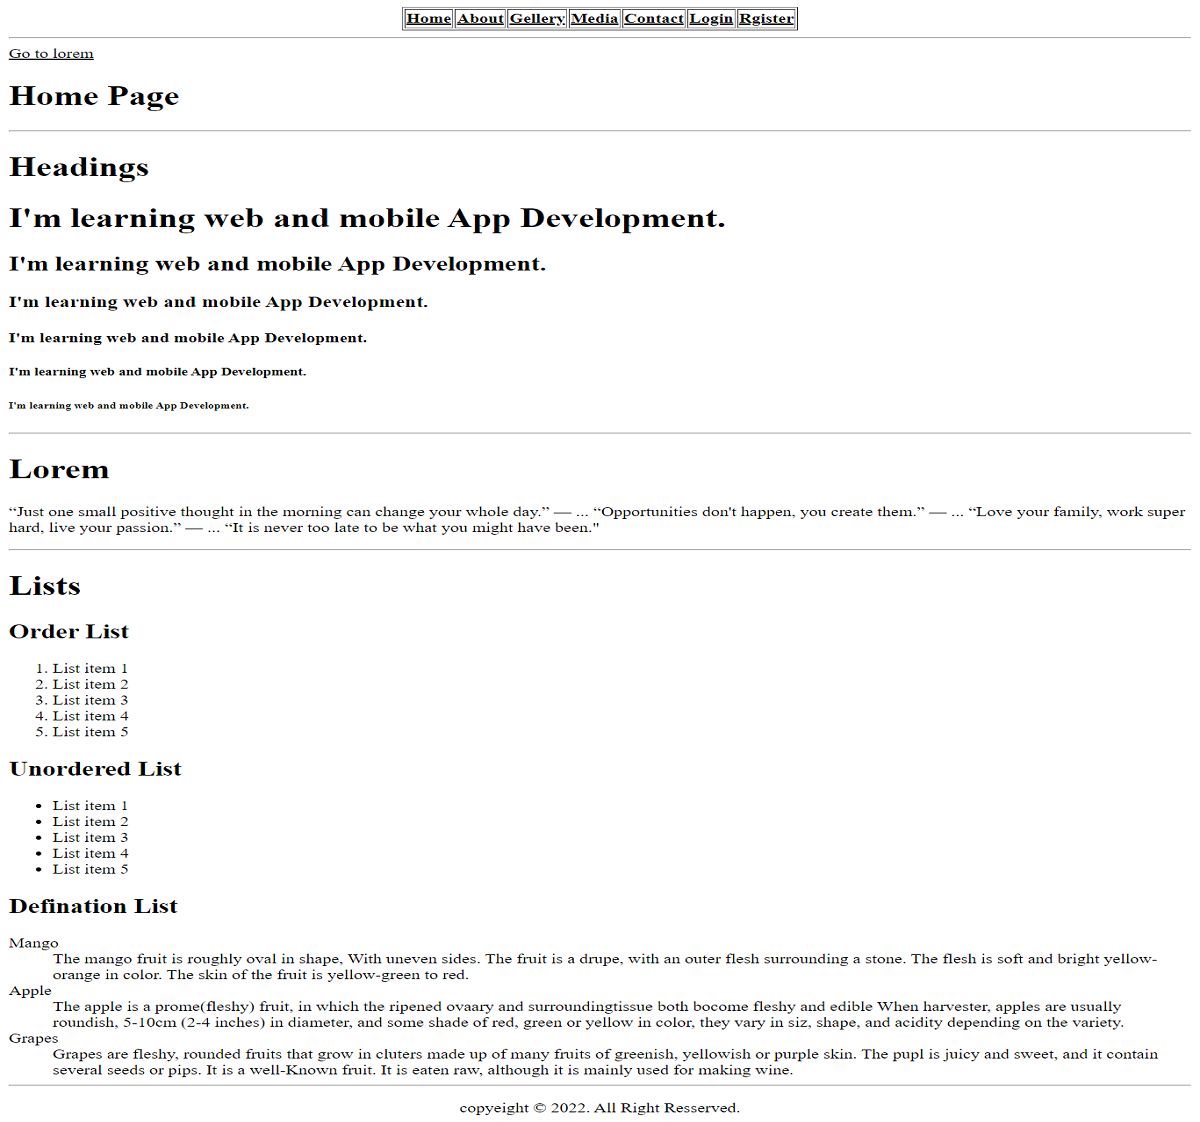 Home About Gellery Media Contact Login Rgister
Go to lorem
Home Page
Headings
I'm learning web and mobile App Development.
I'm learning web and mobile App Development.
I'm learning web and mobile App Development.
I'm learning web and mobile App Development.
I'm learning web and mobile App Development.
I'm learning web and mobile App Development.
Lorem
“Just one small positive thought in the morning can change your whole day.” — ... “Opportunities don't happen, you create them.” — ... “Love your family, work super
hard, live your passion.” — ... “It is never too late to be what you might have been."
Lists
Order List
1. List item 1
2. List item 2
3. List item 3
4. List item 4
5. List item 5
Unordered List
• List item 1
• List item 2
• List item 3
• List item 4
• List item 5
Defination List
Mango
The mango fruit is roughly oval in shape, With uneven sides. The fruit is a drupe, with an outer flesh surrounding a stone. The flesh is soft and bright yellow-
orange in color. The skin of the fruit is yellow-green to red.
Apple
The apple is a prome(fleshy) fruit, in which the ripened ovaary and surroundingtissue both bocome fleshy and edible When harvester, apples are usually
roundish, 5-10cm (2-4 inches) in diameter, and some shade of red, green or yellow in color, they vary in siz, shape, and acidity depending on the variety.
Grapes
Grapes are fleshy, rounded fruits that grow in cluters made up of many fruits of greenish, yellowish or purple skin. The pupl is juicy and sweet, and it contain
several seeds or pips. It is a well-Known fruit. It is eaten raw, although it is mainly used for making wine.
copyeight © 2022. All Right Resserved.